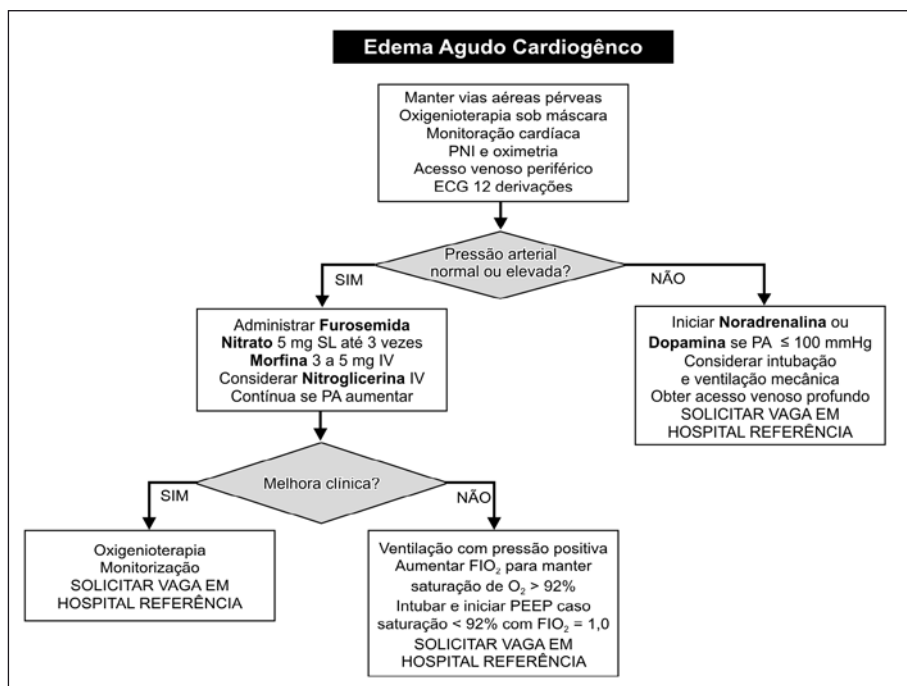 Edema Agudo Cardiogênco
Manter vias aéreas pérveas
Oxigenioterapia sob máscara
Monitoração cardíaca
PNI e oximetria
Acesso venoso periférico
ECG 12 derivações
Pressão arterial
normal ou elevada?
SIM
NÃO
Administrar Furosemida
Nitrato 5 mg SL até 3 vezes
Morfina 3 a 5 mg IV
Considerar Nitroglicerina IV
Contínua se PA aumentar
Iniciar Noradrenalina ou
Dopamina se PA ≤ 100 mmHg
Considerar intubação
e ventilação mecânica
Obter acesso venoso profundo
SOLICITAR VAGA EM
HOSPITAL REFERÊNCIA
Melhora clínica?
SIM
NÃO
Oxigenioterapia
Monitorização
SOLICITAR VAGA EM
HOSPITAL REFERÊNCIA
Ventilação com pressão positiva
Aumentar FIO₂ para manter
saturação de O₂ > 92%
Intubar e iniciar PEEP caso
saturação < 92% com FIO₂ = 1,0
SOLICITAR VAGA EM
HOSPITAL REFERÊNCIA